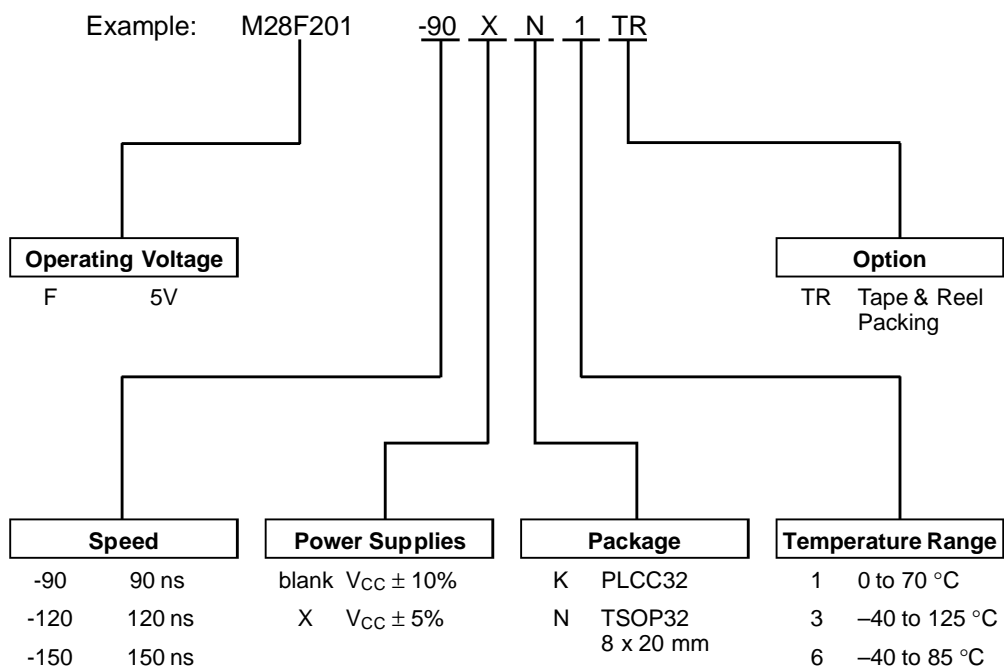 Example: M28F201 -90 X N 1 TR
Operating Voltage
F 5V
Option
TR Tape & Reel
Packing
Speed
-90 90 ns
-120 120 ns
-150 150 ns
Power Supplies
blank VCC ± 10%
X VCC ± 5%
Package
K PLCC32
N TSOP32
8 x 20 mm
Temperature Range
1 0 to 70 °C
3 –40 to 125 °C
6 –40 to 85 °C